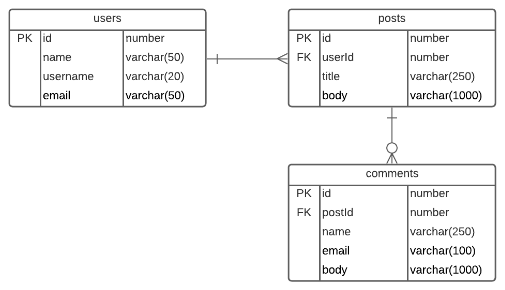 users
PK id number
name varchar(50)
username varchar(20)
email varchar(50)
posts
PK id number
FK userId number
title varchar(250)
body varchar(1000)
comments
PK id number
FK postId number
name varchar(250)
email varchar(100)
body varchar(1000)